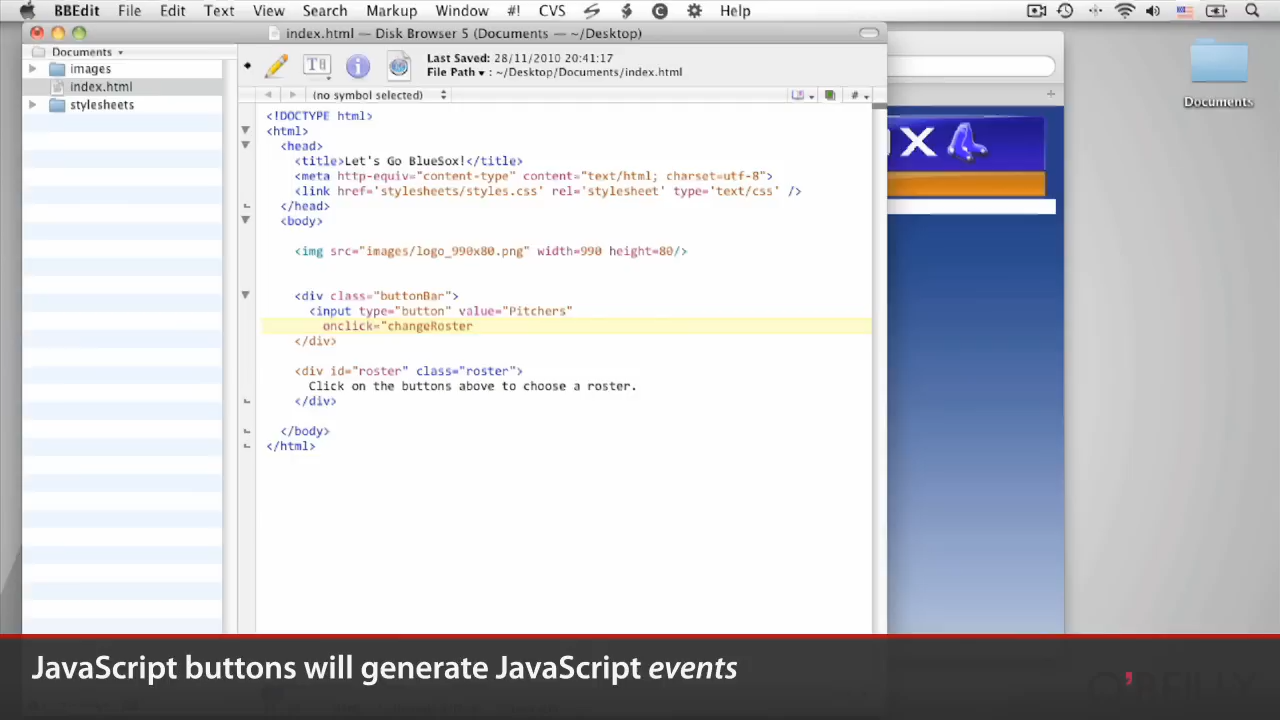 BBEdit File Edit Text View Search Markup Window #! CVS Help
index.html — Disk Browser 5 (Documents — ~/Desktop)
Documents
images
index.html
stylesheets
Last Saved: 28/11/2010 20:41:17
File Path : ~/Desktop/Documents/index.html
(no symbol selected)
#
<!DOCTYPE html>
<html>
<head>
<title>Let's Go BlueSox!</title>
<meta http-equiv="content-type" content="text/html; charset=utf-8">
<link href='stylesheets/styles.css' rel='stylesheet' type='text/css' />
</head>
<body>
<img src="images/logo_990x80.png" width=990 height=80/>
<div class="buttonBar">
<input type="button" value="Pitchers"
onclick="changeRoster
</div>
<div id="roster" class="roster">
Click on the buttons above to choose a roster.
</div>
</body>
</html>
X
Documents
JavaScript buttons will generate JavaScript events
O'REILLY